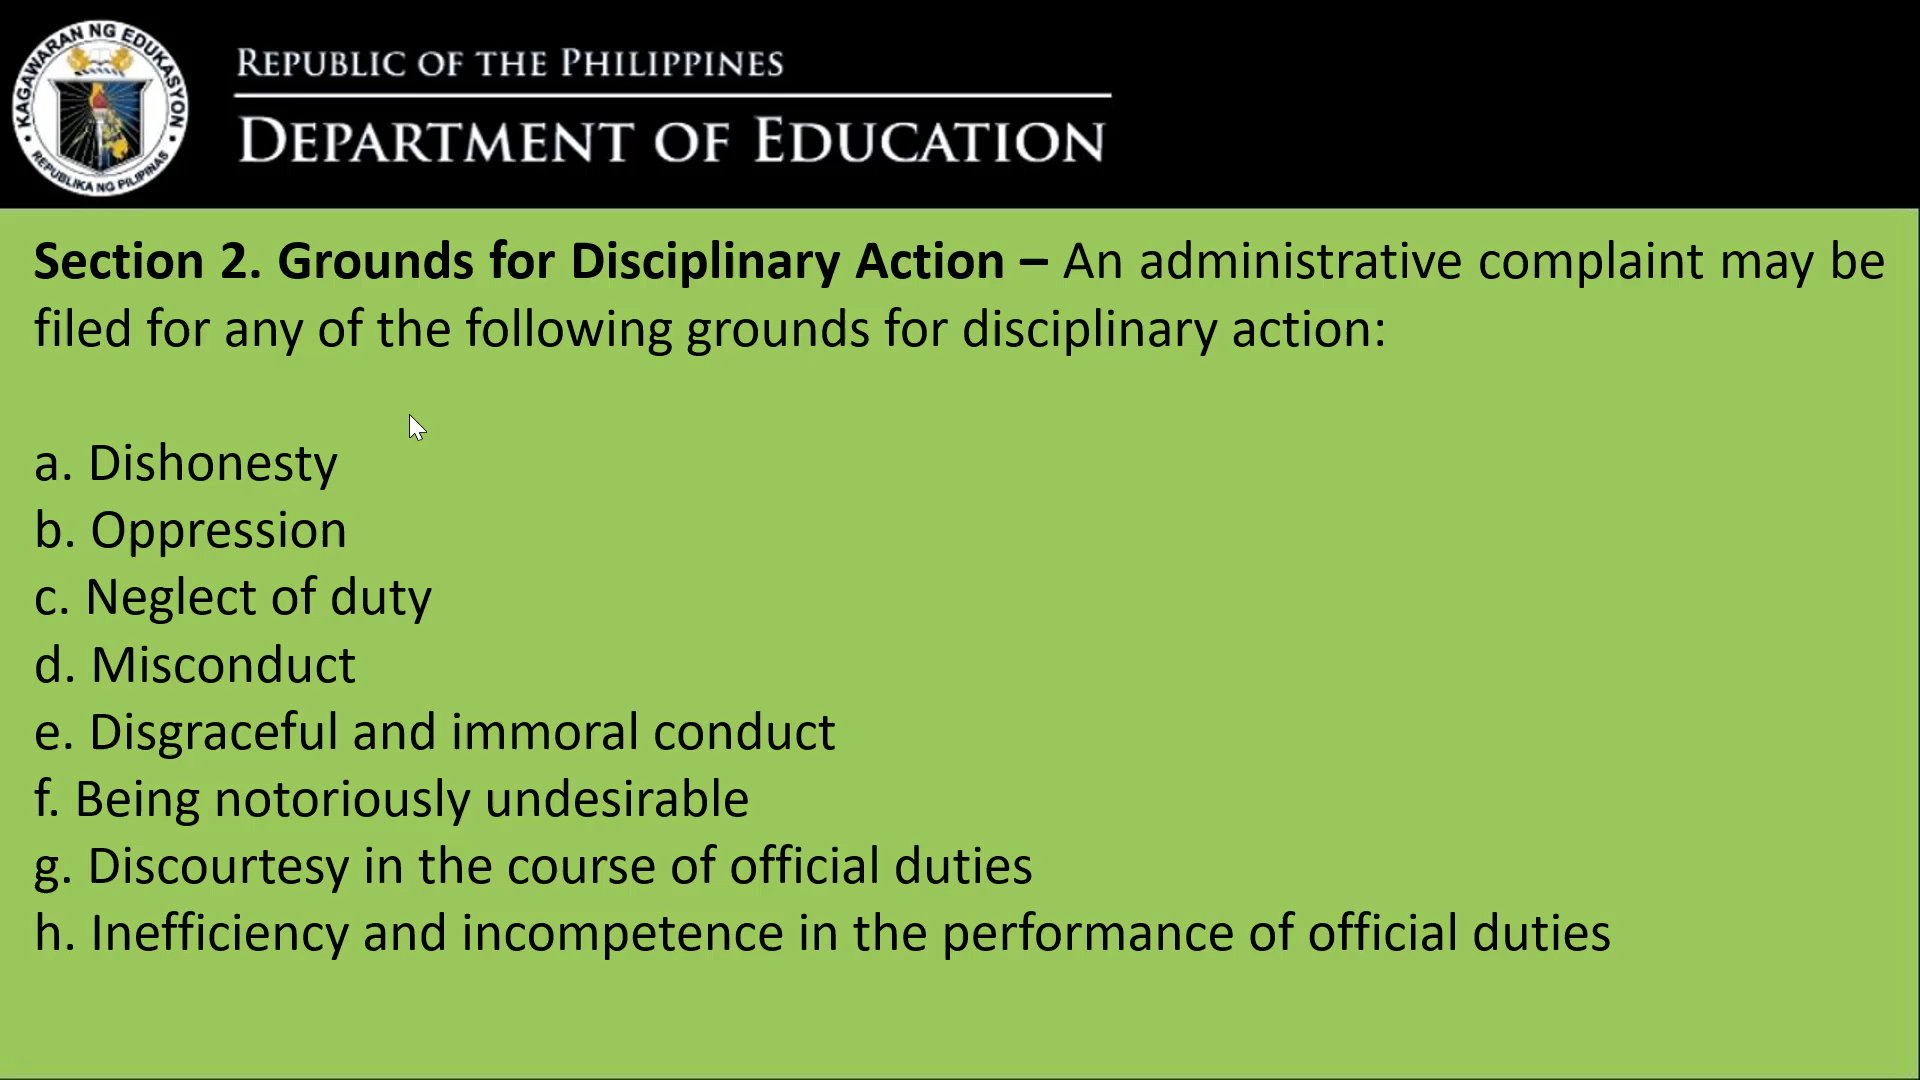 KAGAWARAN NG EDUKASYON
REPUBLIKA NG PILIPINAS
REPUBLIC OF THE PHILIPPINES
DEPARTMENT OF EDUCATION
Section 2. Grounds for Disciplinary Action – An administrative complaint may be
filed for any of the following grounds for disciplinary action:
a. Dishonesty
b. Oppression
c. Neglect of duty
d. Misconduct
e. Disgraceful and immoral conduct
f. Being notoriously undesirable
g. Discourtesy in the course of official duties
h. Inefficiency and incompetence in the performance of official duties